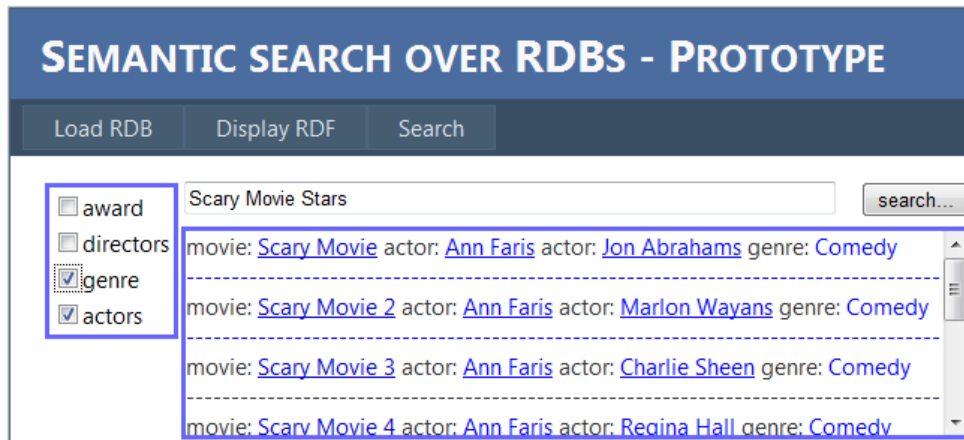 SEMANTIC SEARCH OVER RDBS - PROTOTYPE
Load RDB Display RDF Search
Scary Movie Stars search...
award
directors
genre
actors
movie: Scary Movie actor: Ann Faris actor: Jon Abrahams genre: Comedy
movie: Scary Movie 2 actor: Ann Faris actor: Marlon Wayans genre: Comedy
movie: Scary Movie 3 actor: Ann Faris actor: Charlie Sheen genre: Comedy
movie: Scary Movie 4 actor: Ann Faris actor: Regina Hall genre: Comedy